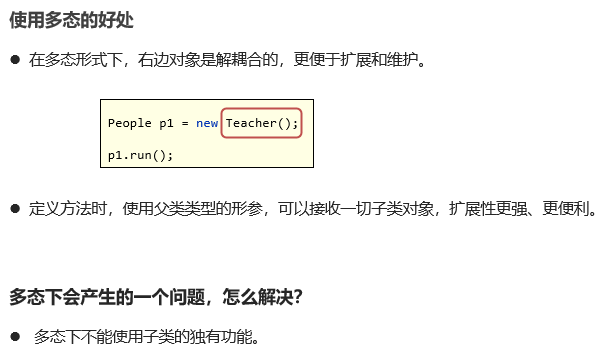 使用多态的好处
● 在多态形式下，右边对象是解耦合的，更便于扩展和维护。
People p1 = new Teacher();
p1.run();
● 定义方法时，使用父类类型的形参，可以接收一切子类对象，扩展性更强、更便利。
多态下会产生的一个问题，怎么解决？
● 多态下不能使用子类的独有功能。